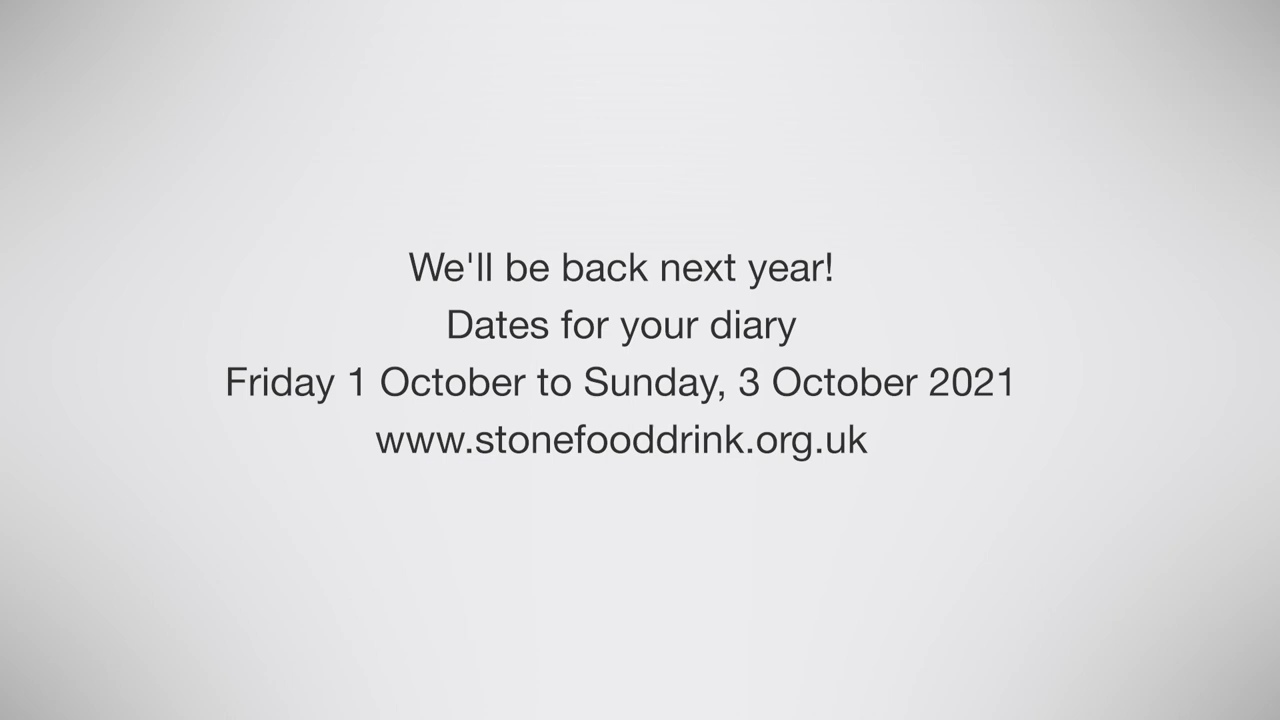 We'll be back next year!
Dates for your diary
Friday 1 October to Sunday, 3 October 2021
www.stonefooddrink.org.uk